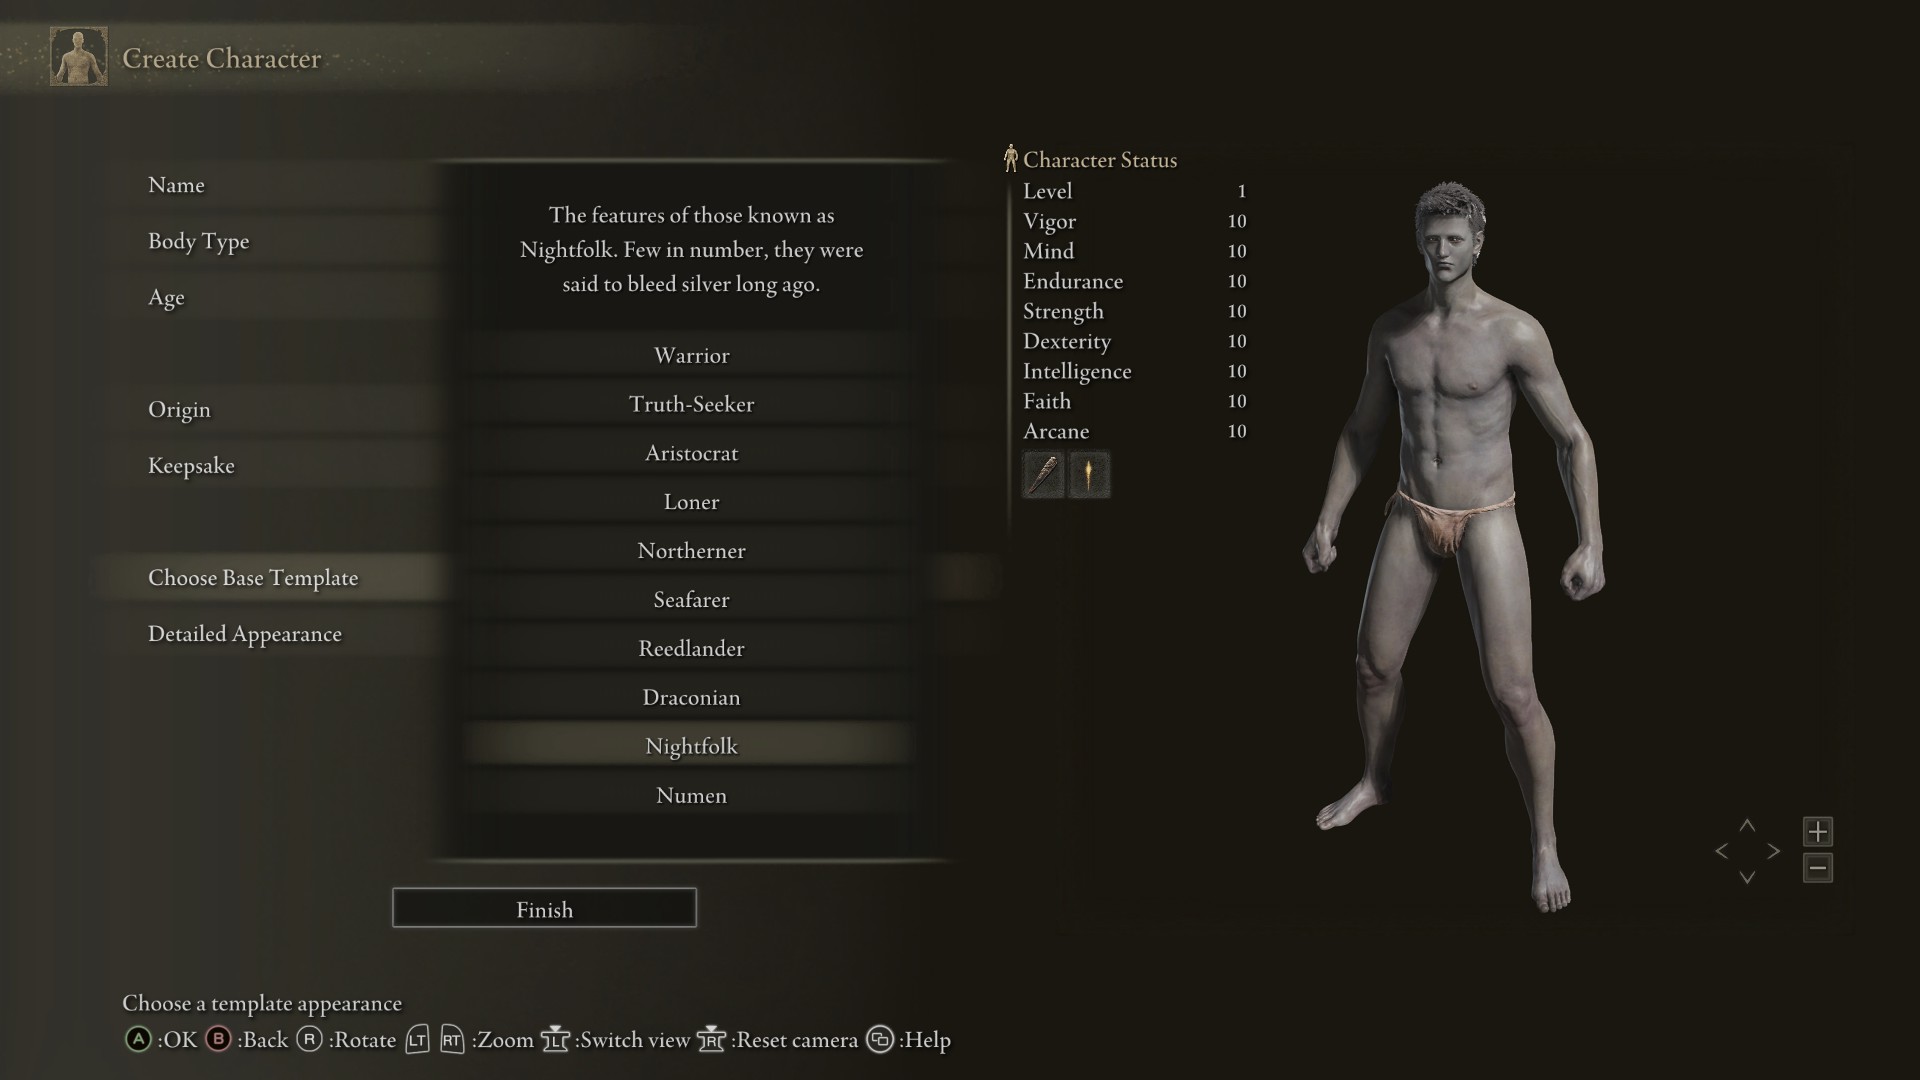 Create Character
Name
Body Type
Age
Origin
Keepsake
Choose Base Template
Detailed Appearance
The features of those known as
Nightfolk. Few in number, they were
said to bleed silver long ago.
Warrior
Truth-Seeker
Aristocrat
Loner
Northerner
Seafarer
Reedlander
Draconian
Nightfolk
Numen
Finish
Character Status
Level 1
Vigor 10
Mind 10
Endurance 10
Strength 10
Dexterity 10
Intelligence 10
Faith 10
Arcane 10
Choose a template appearance
A :OK B :Back R :Rotate LT RT :Zoom L :Switch view R :Reset camera :Help